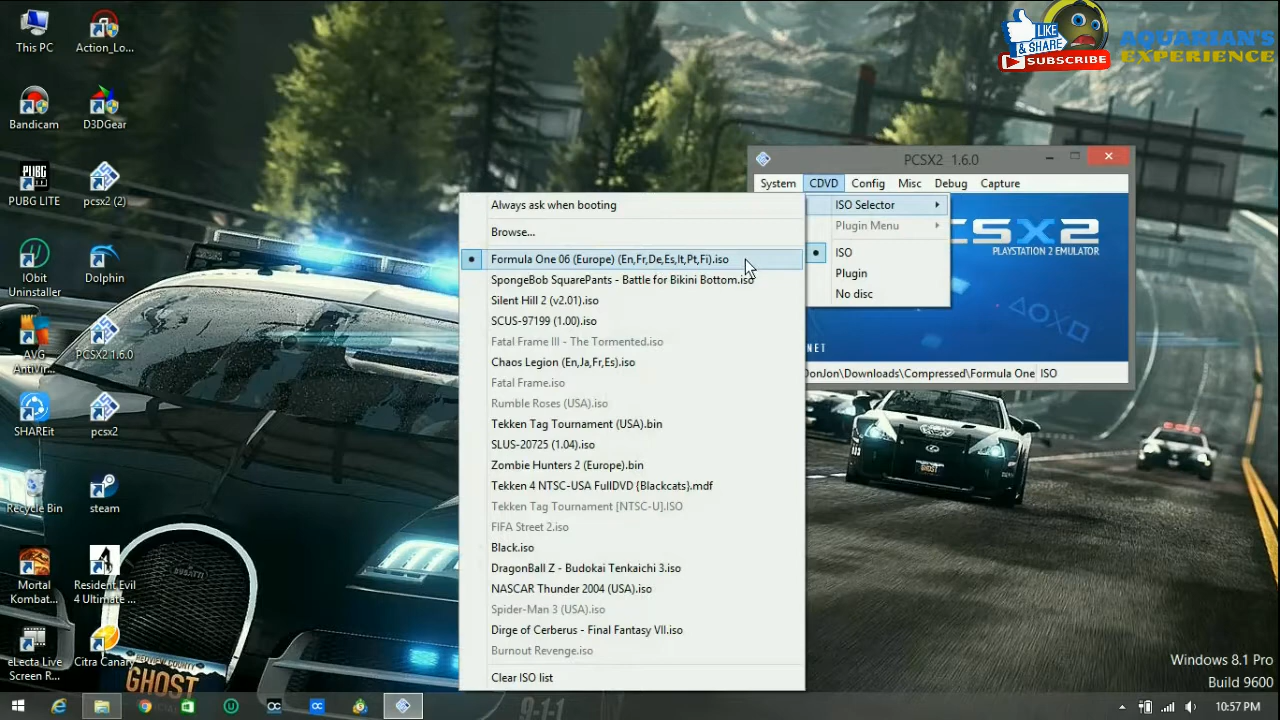 This PC
Action_Lo...
Bandicam
D3DGear
PUBG LITE
pcsx2 (2)
IObit
Uninstaller
Dolphin
AVG
AntiVir...
PCSX2 1.6.0
SHAREit
pcsx2
Recycle Bin
steam
Mortal
Kombat...
Resident Evil
4 Ultimate ...
eLecta Live
Screen R...
Citra Canary
LIKE
& SHARE
SUBSCRIBE
AQUARIAN'S
EXPERIENCE
PCSX2 1.6.0
System
CDVD
Config
Misc
Debug
Capture
ISO Selector
Plugin Menu
ISO
Plugin
No disc
CSX2
PLAYSTATION 2 EMULATOR
NET
DonJon\Downloads\Compressed\Formula One
ISO
Always ask when booting
Browse...
Formula One 06 (Europe) (En,Fr,De,Es,It,Pt,Fi).iso
SpongeBob SquarePants - Battle for Bikini Bottom.iso
Silent Hill 2 (v2.01).iso
SCUS-97199 (1.00).iso
Fatal Frame III - The Tormented.iso
Chaos Legion (En,Ja,Fr,Es).iso
Fatal Frame.iso
Rumble Roses (USA).iso
Tekken Tag Tournament (USA).bin
SLUS-20725 (1.04).iso
Zombie Hunters 2 (Europe).bin
Tekken 4 NTSC-USA FullDVD {Blackcats}.mdf
Tekken Tag Tournament [NTSC-U].ISO
FIFA Street 2.iso
Black.iso
DragonBall Z - Budokai Tenkaichi 3.iso
NASCAR Thunder 2004 (USA).iso
Spider-Man 3 (USA).iso
Dirge of Cerberus - Final Fantasy VII.iso
Burnout Revenge.iso
Clear ISO list
BUGATTI
GHOST
GHOST
9-1-1
Windows 8.1 Pro
Build 9600
10:57 PM